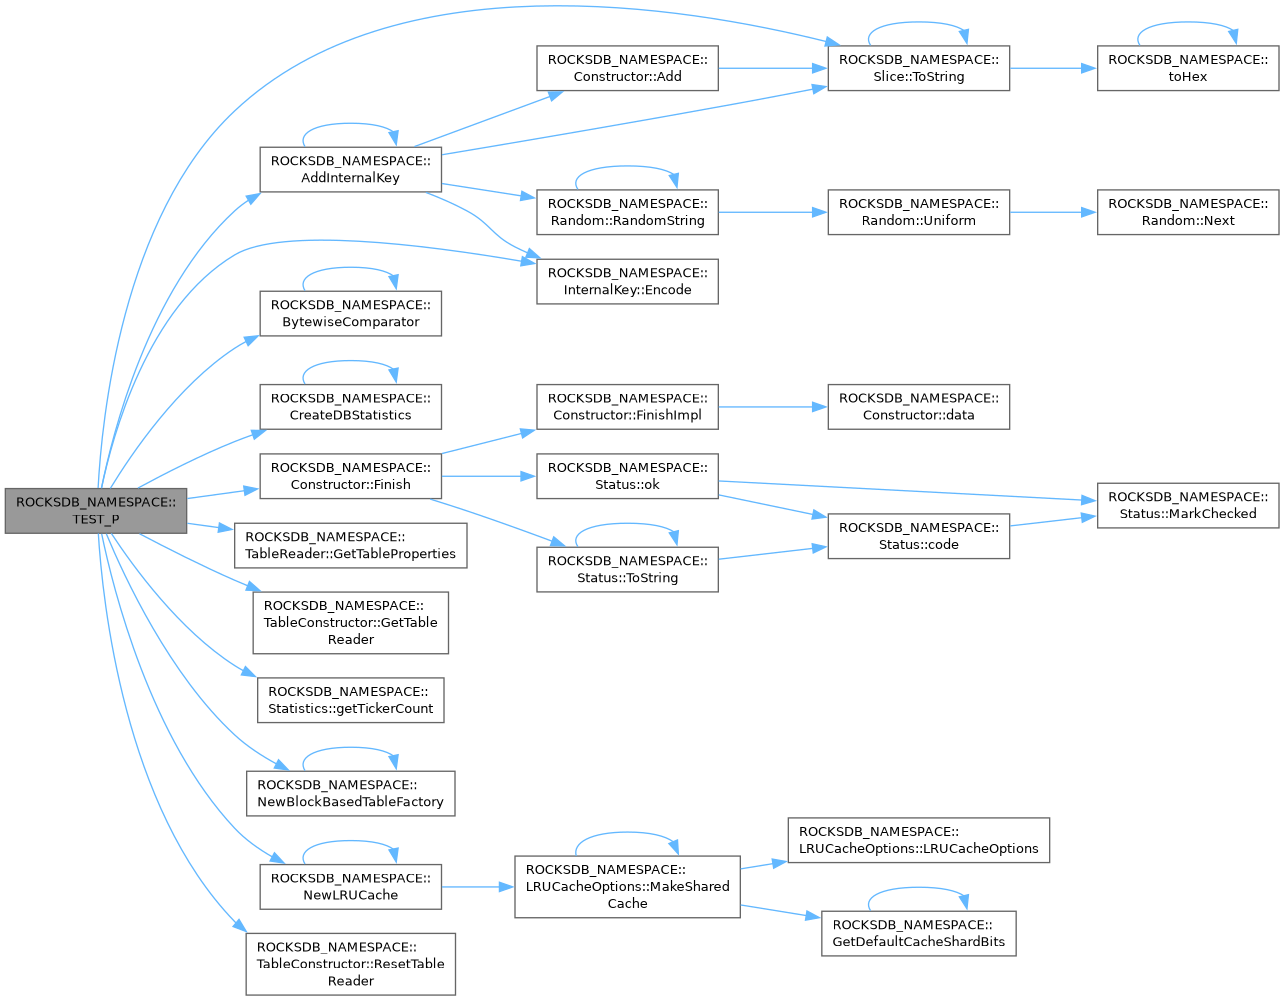 ROCKSDB_NAMESPACE::
TEST_P
ROCKSDB_NAMESPACE::
AddInternalKey
ROCKSDB_NAMESPACE::
Constructor::Add
ROCKSDB_NAMESPACE::
Slice::ToString
ROCKSDB_NAMESPACE::
toHex
ROCKSDB_NAMESPACE::
Random::RandomString
ROCKSDB_NAMESPACE::
Random::Uniform
ROCKSDB_NAMESPACE::
Random::Next
ROCKSDB_NAMESPACE::
InternalKey::Encode
ROCKSDB_NAMESPACE::
BytewiseComparator
ROCKSDB_NAMESPACE::
CreateDBStatistics
ROCKSDB_NAMESPACE::
Constructor::Finish
ROCKSDB_NAMESPACE::
Constructor::FinishImpl
ROCKSDB_NAMESPACE::
Constructor::data
ROCKSDB_NAMESPACE::
Status::ok
ROCKSDB_NAMESPACE::
Status::MarkChecked
ROCKSDB_NAMESPACE::
Status::code
ROCKSDB_NAMESPACE::
Status::ToString
ROCKSDB_NAMESPACE::
TableReader::GetTableProperties
ROCKSDB_NAMESPACE::
TableConstructor::GetTable
Reader
ROCKSDB_NAMESPACE::
Statistics::getTickerCount
ROCKSDB_NAMESPACE::
NewBlockBasedTableFactory
ROCKSDB_NAMESPACE::
NewLRUCache
ROCKSDB_NAMESPACE::
LRUCacheOptions::MakeShared
Cache
ROCKSDB_NAMESPACE::
LRUCacheOptions::LRUCacheOptions
ROCKSDB_NAMESPACE::
GetDefaultCacheShardBits
ROCKSDB_NAMESPACE::
TableConstructor::ResetTable
Reader